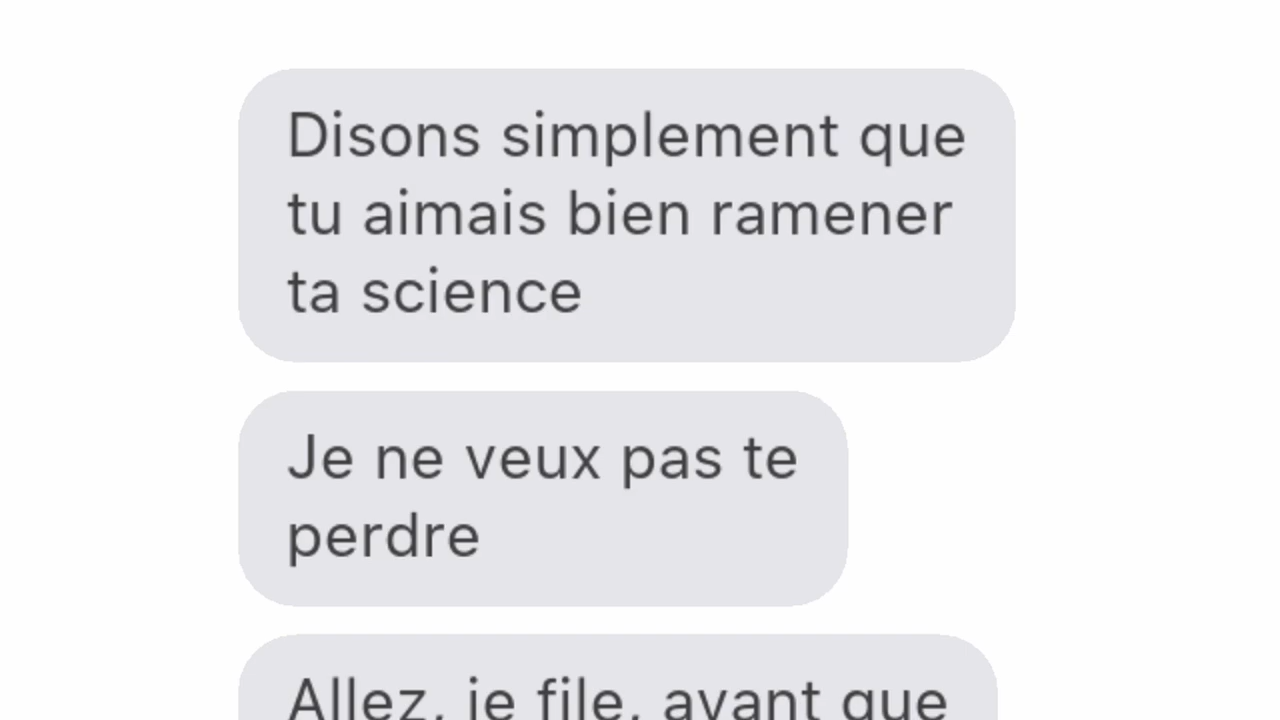 Disons simplement que
tu aimais bien ramener
ta science
Je ne veux pas te
perdre
Allez, je file, avant que